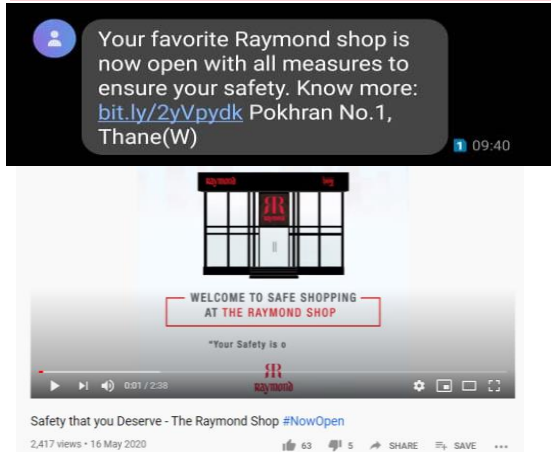 Your favorite Raymond shop is
now open with all measures to
ensure your safety. Know more:
bit.ly/2yVpydk Pokhran No.1,
Thane(W)
1 09:40
Raymond
R
WELCOME TO SAFE SHOPPING
AT THE RAYMOND SHOP
"Your Safety is o
R
Raymond
0:01 / 2:38
Safety that you Deserve - The Raymond Shop #NowOpen
2,417 views • 16 May 2020
63 5 SHARE SAVE